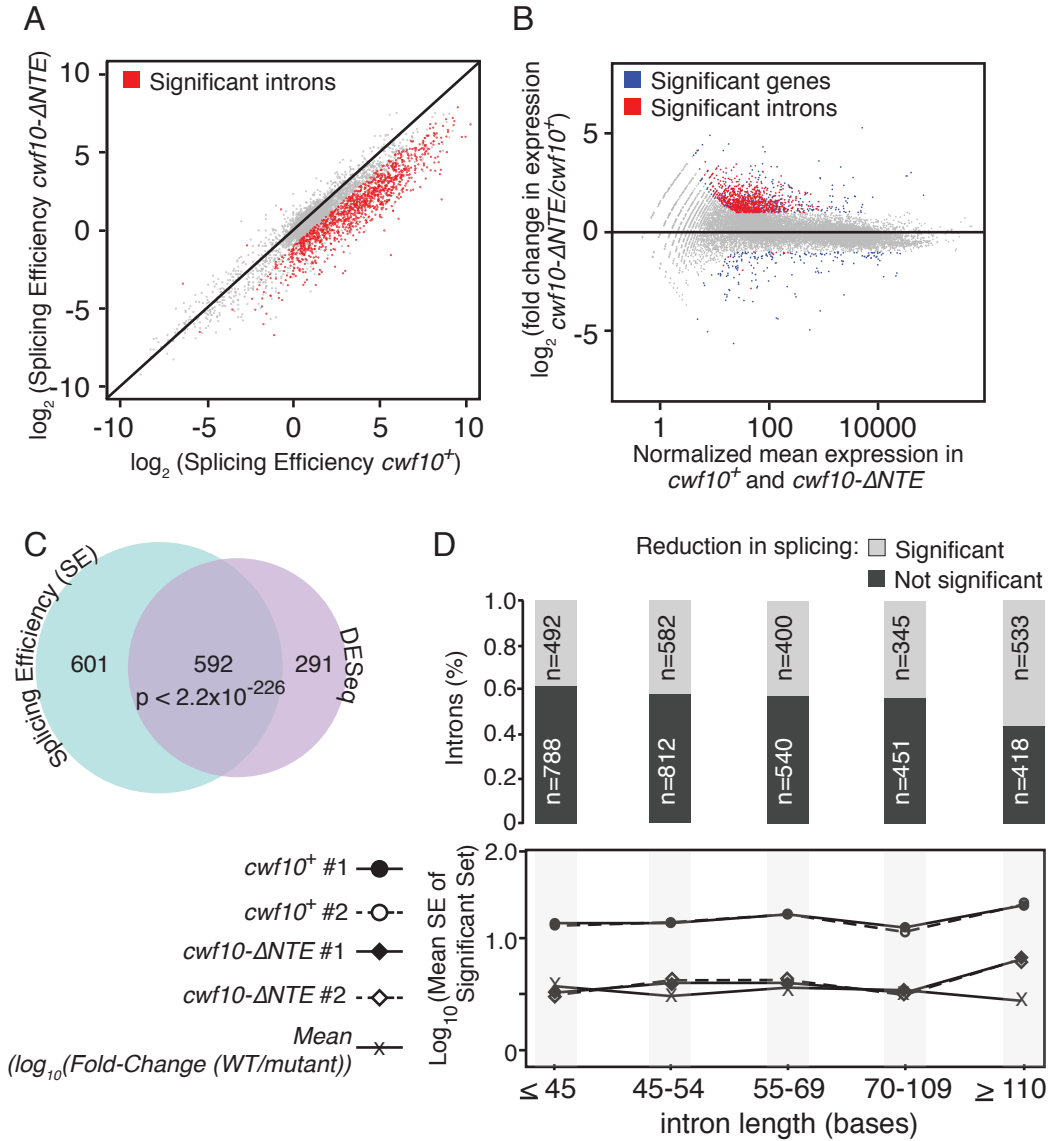 A
log2 (Splicing Efficiency cwf10-ΔNTE)
10
5
0
-5
-10
Significant introns
-10
-5
0
5
10
log2 (Splicing Efficiency cwf10+)
B
log2(fold change in expression
cwf10-ΔNTE/cwf10+)
5
0
-5
Significant genes
Significant introns
1
100
10000
Normalized mean expression in
cwf10+ and cwf10-ΔNTE
C
Splicing Efficiency (SE)
601
592
p < 2.2x10-226
291
DESeq
D
Reduction in splicing:
Significant
Not significant
Introns (%)
1.0
0.8
0.6
0.4
0.2
0
n=492
n=582
n=400
n=345
n=533
n=788
n=812
n=540
n=451
n=418
cwf10+ #1
cwf10+ #2
cwf10-ΔNTE #1
cwf10-ΔNTE #2
Mean
(log10(Fold-Change (WT/mutant))
Log10(Mean SE of
Significant Set)
2.0
1.0
0
≤ 45
45-54
55-69
70-109
≥ 110
intron length (bases)